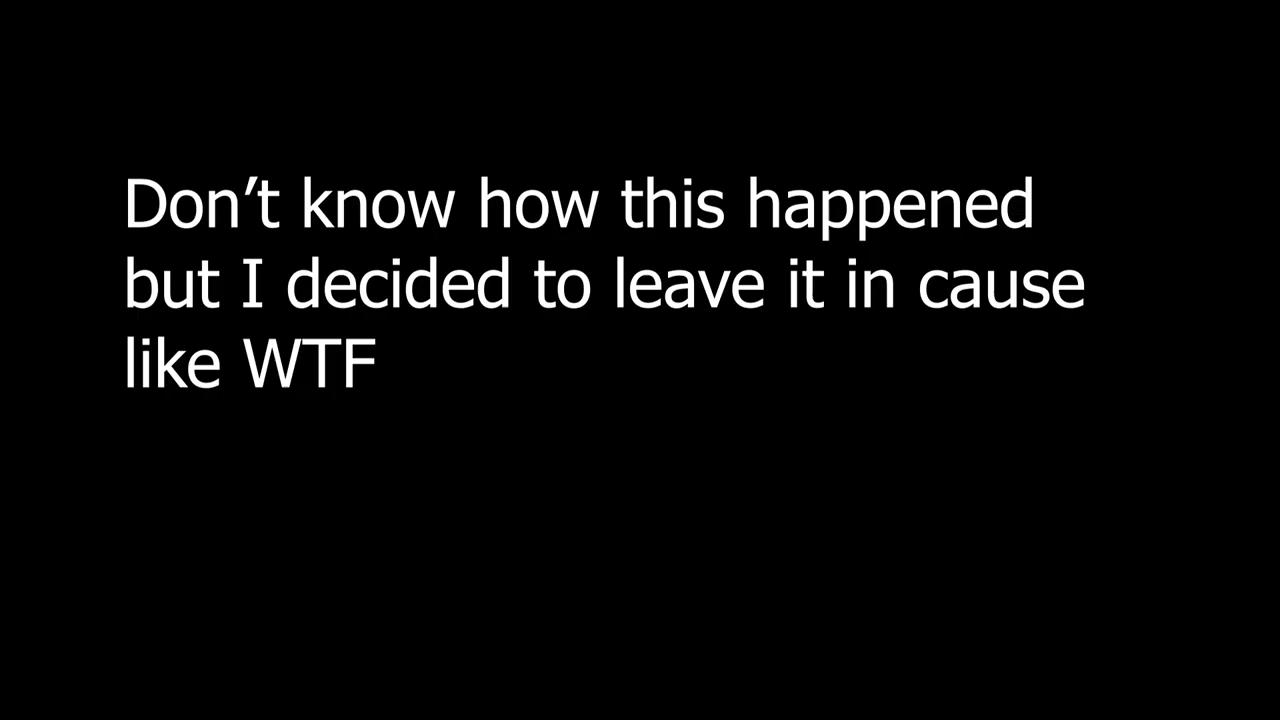 Don’t know how this happened
but I decided to leave it in cause
like WTF